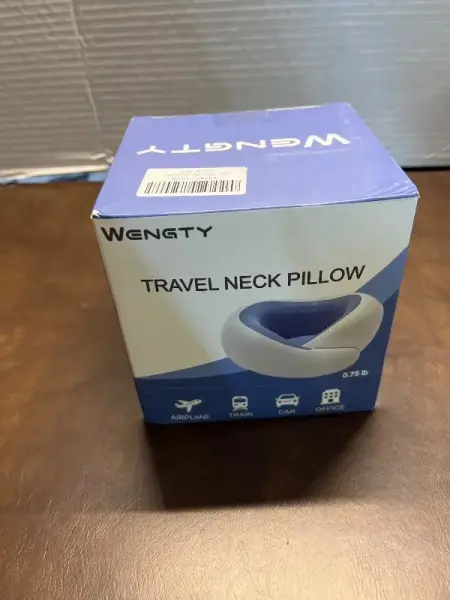 WENGTY
WENGTY
TRAVEL NECK PILLOW
0.75 lb
AIRPLANE TRAIN CAR OFFICE